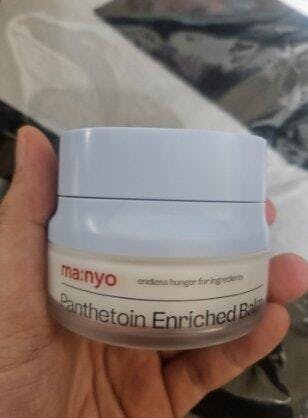 ma:nyo
endless hunger for ingredients
Panthetoin Enriched Balm